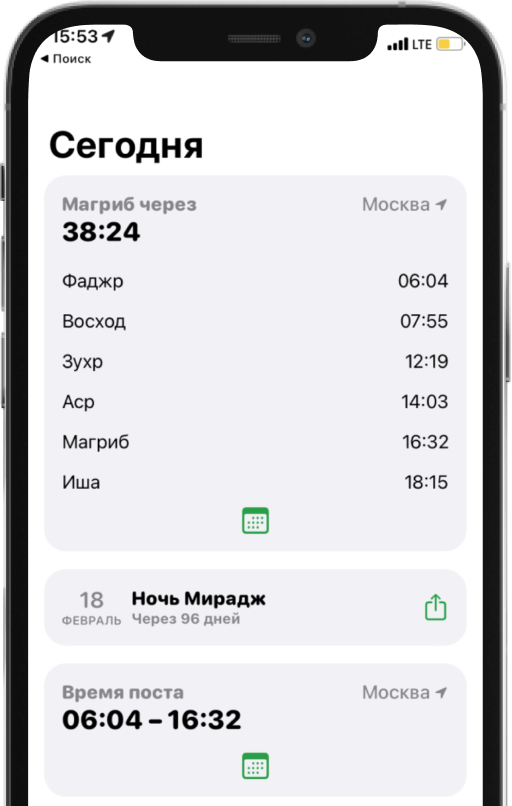 15:53
LTE
◀ Поиск
Сегодня
Магриб через Москва
38:24
Фаджр 06:04
Восход 07:55
Зухр 12:19
Аср 14:03
Магриб 16:32
Иша 18:15
18 Ночь Мирадж
ФЕВРАЛЬ Через 96 дней
Время поста Москва
06:04 – 16:32